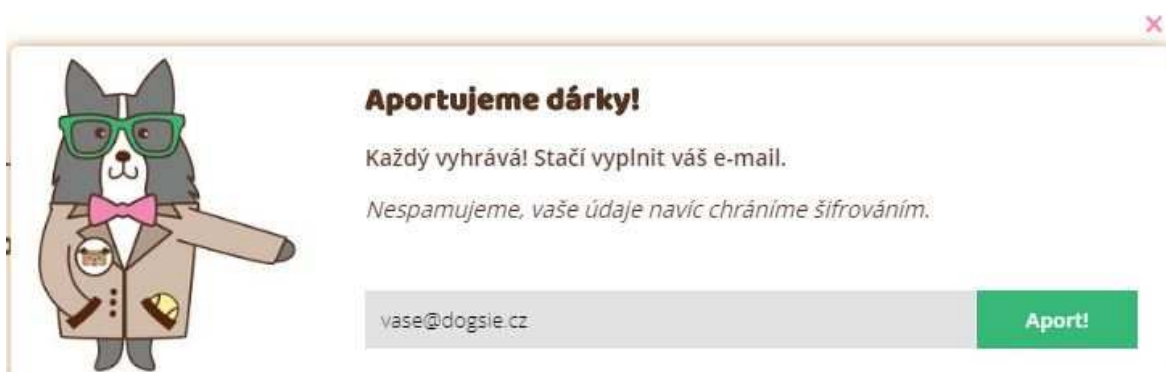 Aportujeme dárky!
Každý vyhrává! Stačí vyplnit váš e-mail.
Nespamujeme, vaše údaje navíc chráníme šifrováním.
vase@dogsie.cz Aport!